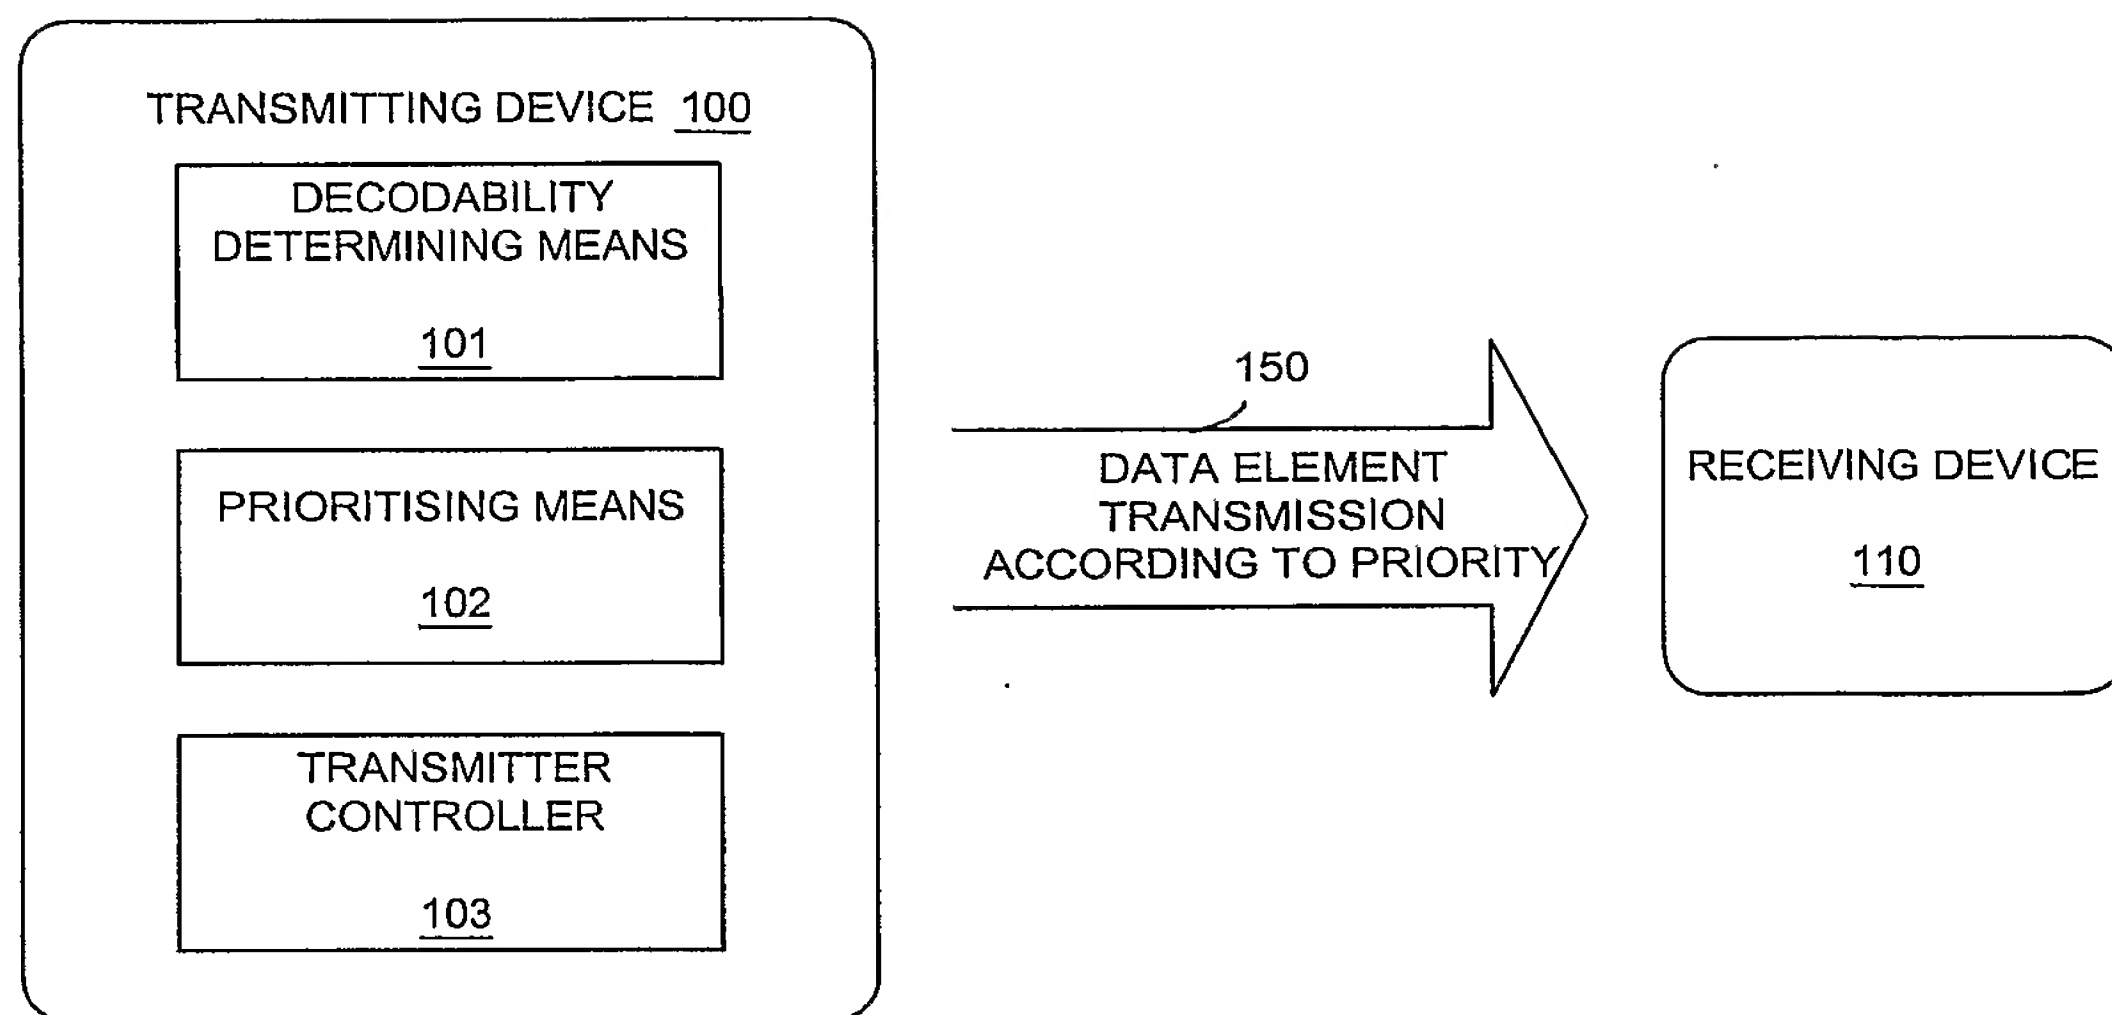 TRANSMITTING DEVICE 100
DECODABILITY
DETERMINING MEANS
101
PRIORITISING MEANS
102
TRANSMITTER
CONTROLLER
103
150
DATA ELEMENT
TRANSMISSION
ACCORDING TO PRIORITY
RECEIVING DEVICE
110